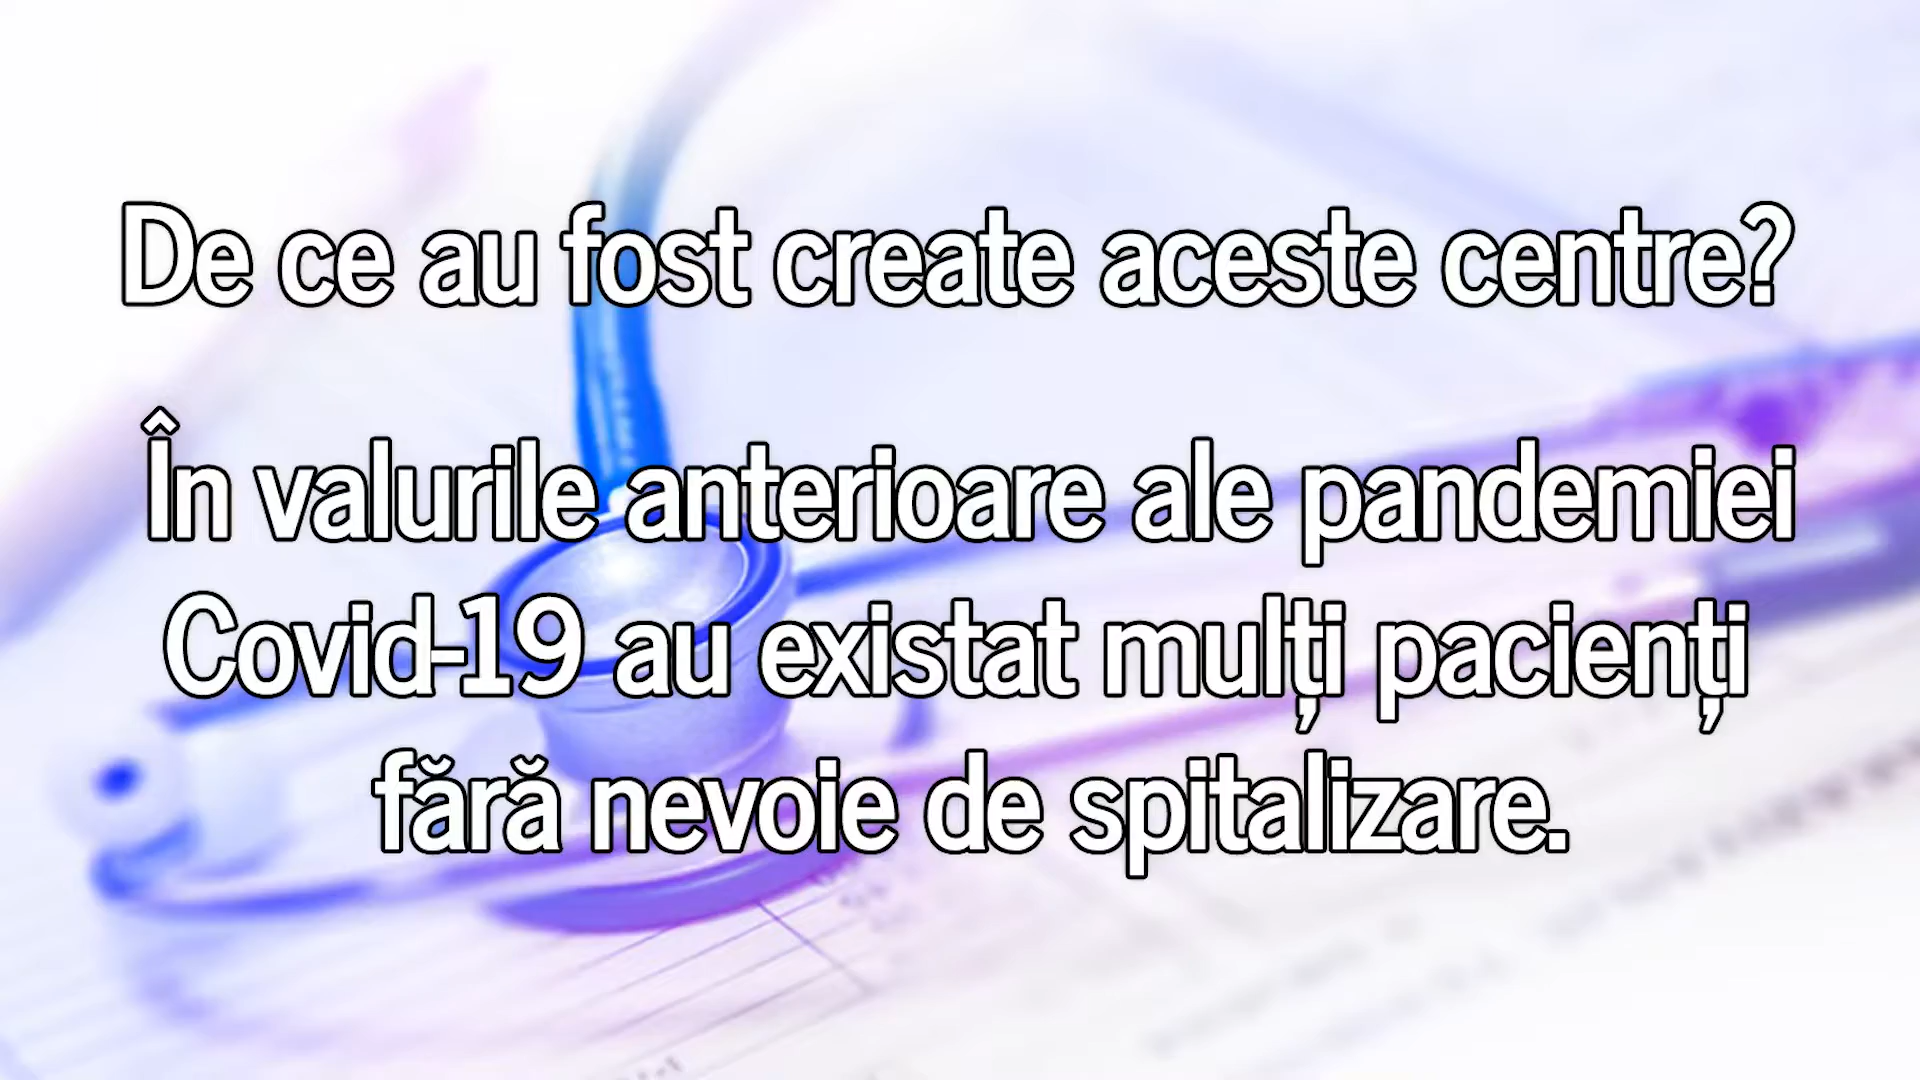 De ce au fost create aceste centre?
În valurile anterioare ale pandemiei
Covid-19 au existat mulți pacienți
fără nevoie de spitalizare.